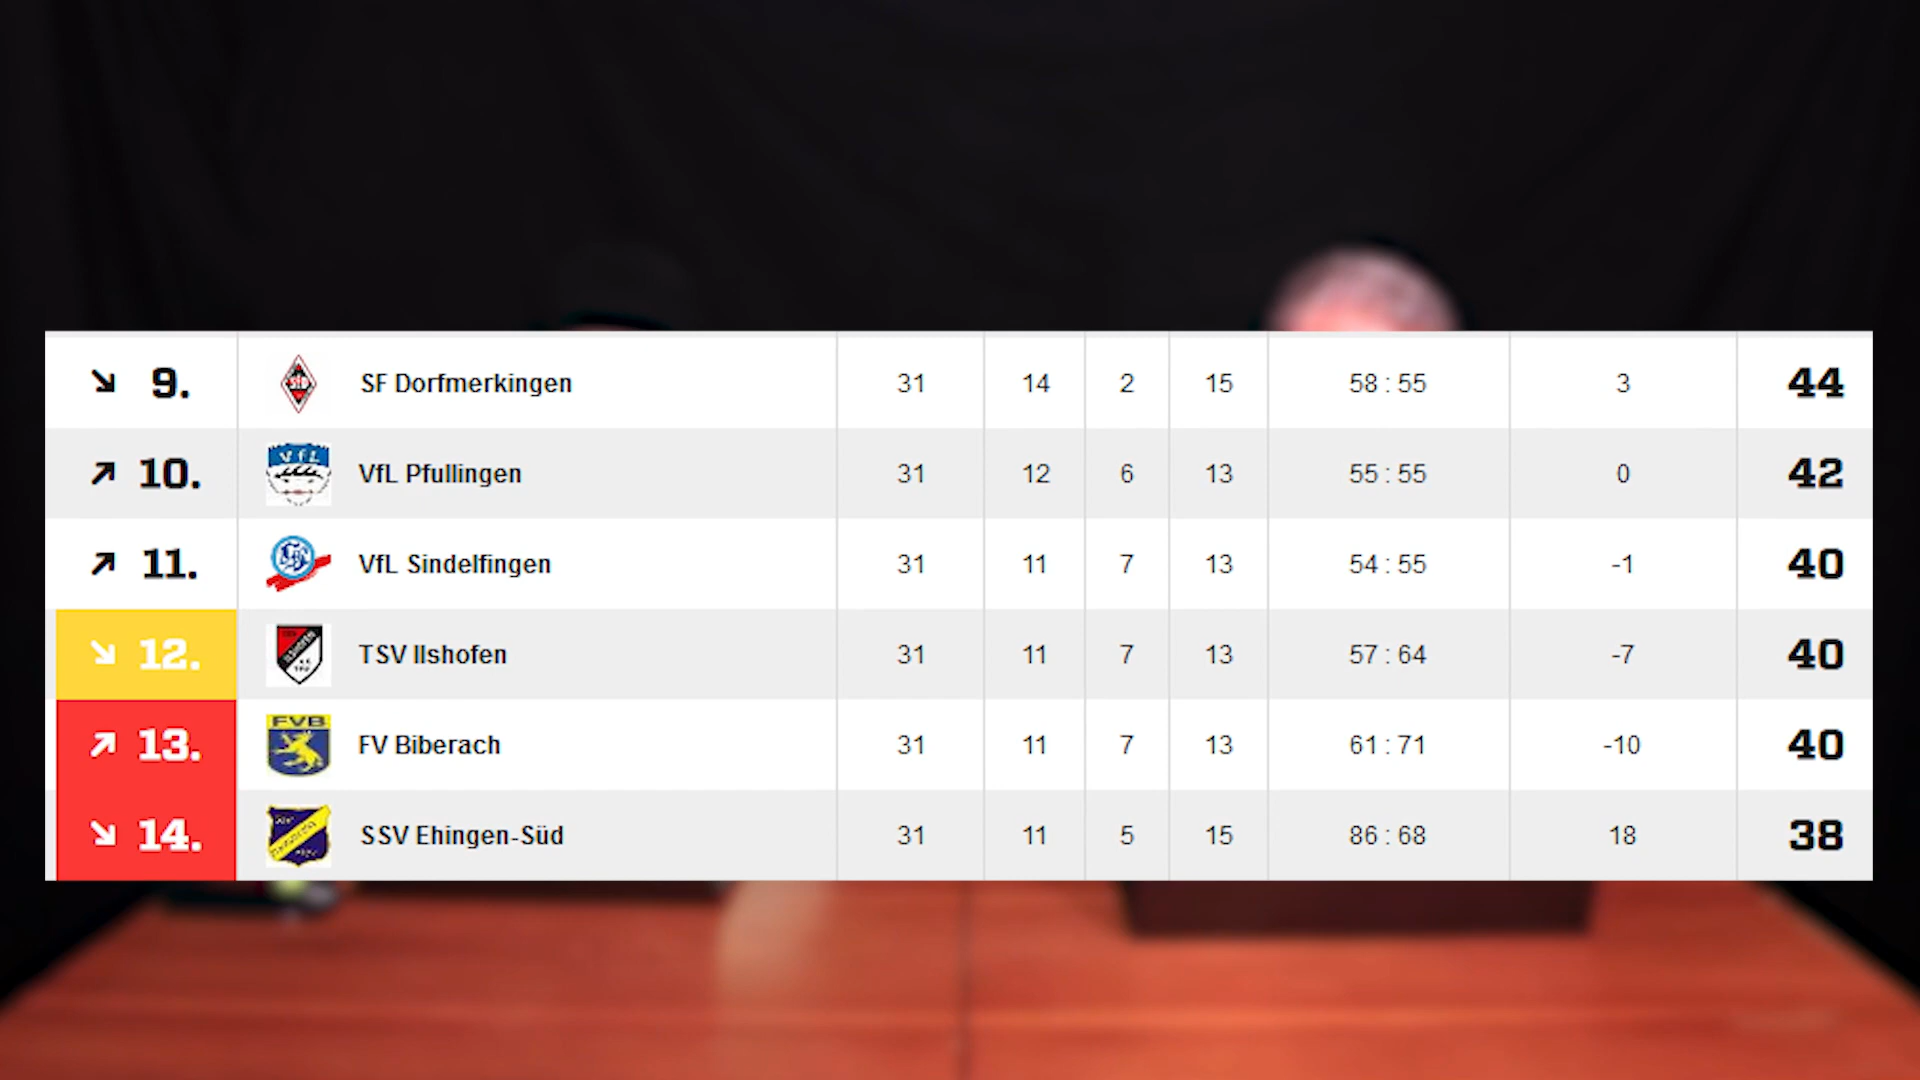 9. SF Dorfmerkingen 31 14 2 15 58 : 55 3 44
10. VfL VfL Pfullingen 31 12 6 13 55 : 55 0 42
11. VfL Sindelfingen 31 11 7 13 54 : 55 -1 40
12. TSV Ilshofen 31 11 7 13 57 : 64 -7 40
13. FVB FV Biberach 31 11 7 13 61 : 71 -10 40
14. SSV Ehingen-Süd 31 11 5 15 86 : 68 18 38